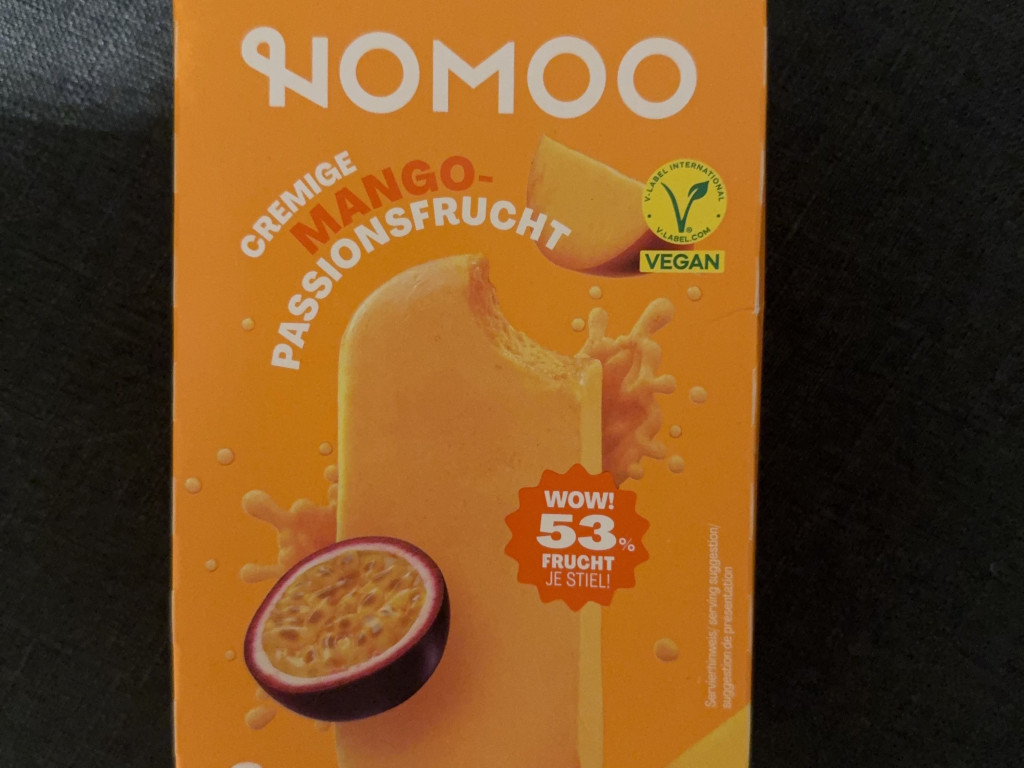 NOMOO
CREMIGE
MANGO-
PASSIONSFRUCHT
V-LABEL INTERNATIONAL
V-LABEL.COM
®
VEGAN
WOW!
53%
FRUCHT
JE STIEL!
Servierhinweis/ serving suggestion/
suggestion de présentation